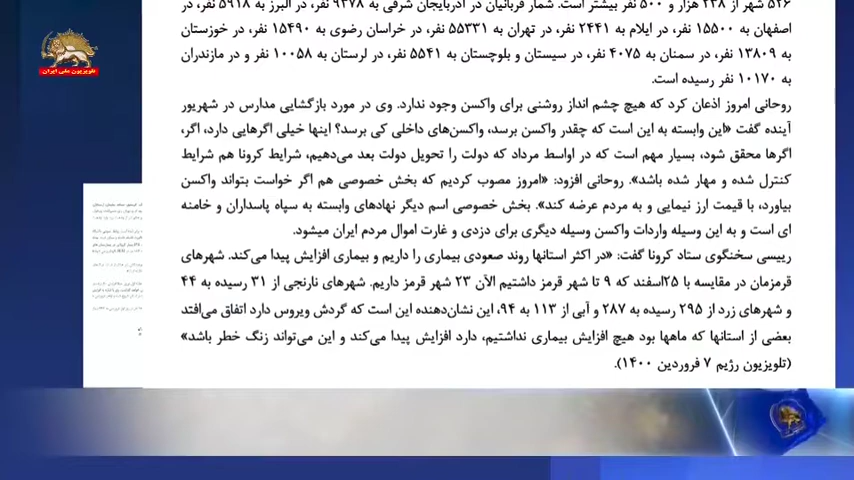 ۵۲۶ شهر از ۲۳۸ هزار و ۵۰۰ نفر بیشتر است. شمار قربانیان در آذربایجان شرقی به ۹۳۷۸ نفر، در البرز به ۵۹۱۸ نفر، در
اصفهان به ۱۵۵۰۰ نفر، در ایلام به ۲۴۴۱ نفر، در تهران به ۵۵۳۳۱ نفر، در خراسان رضوی به ۱۵۴۹۰ نفر، در خوزستان
به ۱۳۸۰۹ نفر، در سمنان به ۴۰۷۵ نفر، در سیستان و بلوچستان به ۵۵۴۱ نفر، در لرستان به ۱۰۰۵۸ نفر و در مازندران
به ۱۰۱۷۰ نفر رسیده است.
روحانی امروز اذعان کرد که هیچ چشم انداز روشنی برای واکسن وجود ندارد. وی در مورد بازگشایی مدارس در شهریور
آینده گفت «این وابسته به این است که چقدر واکسن برسد، واکسن‌های داخلی کی برسد؟ اینها خیلی اگرهایی دارد، اگر،
اگرها محقق شود، بسیار مهم است که در اواسط مرداد که دولت را تحویل دولت بعد می‌دهیم، شرایط کرونا هم شرایط
کنترل شده و مهار شده باشد». روحانی افزود: «امروز مصوب کردیم که بخش خصوصی هم اگر خواست بتواند واکسن
بیاورد، با قیمت ارز نیمایی و به مردم عرضه کند». بخش خصوصی اسم دیگر نهادهای وابسته به سپاه پاسداران و خامنه
ای است و به این وسیله واردات واکسن وسیله دیگری برای دزدی و غارت اموال مردم ایران میشود.
رییسی سخنگوی ستاد کرونا گفت: «در اکثر استانها روند صعودی بیماری را داریم و بیماری افزایش پیدا می‌کند. شهرهای
قرمزمان در مقایسه با ۲۵اسفند که ۹ تا شهر قرمز داشتیم الآن ۲۳ شهر قرمز داریم. شهرهای نارنجی از ۳۱ رسیده به ۴۴
و شهرهای زرد از ۲۹۵ رسیده به ۲۸۷ و آبی از ۱۱۳ به ۹۴، این نشان‌دهنده این است که گردش ویروس دارد اتفاق می‌افتد
بعضی از استانها که ماهها بود هیچ افزایش بیماری نداشتیم، دارد افزایش پیدا می‌کند و این می‌تواند زنگ خطر باشد»
(تلویزیون رژیم ۷ فروردین ۱۴۰۰).
تلویزیون ملی ایران